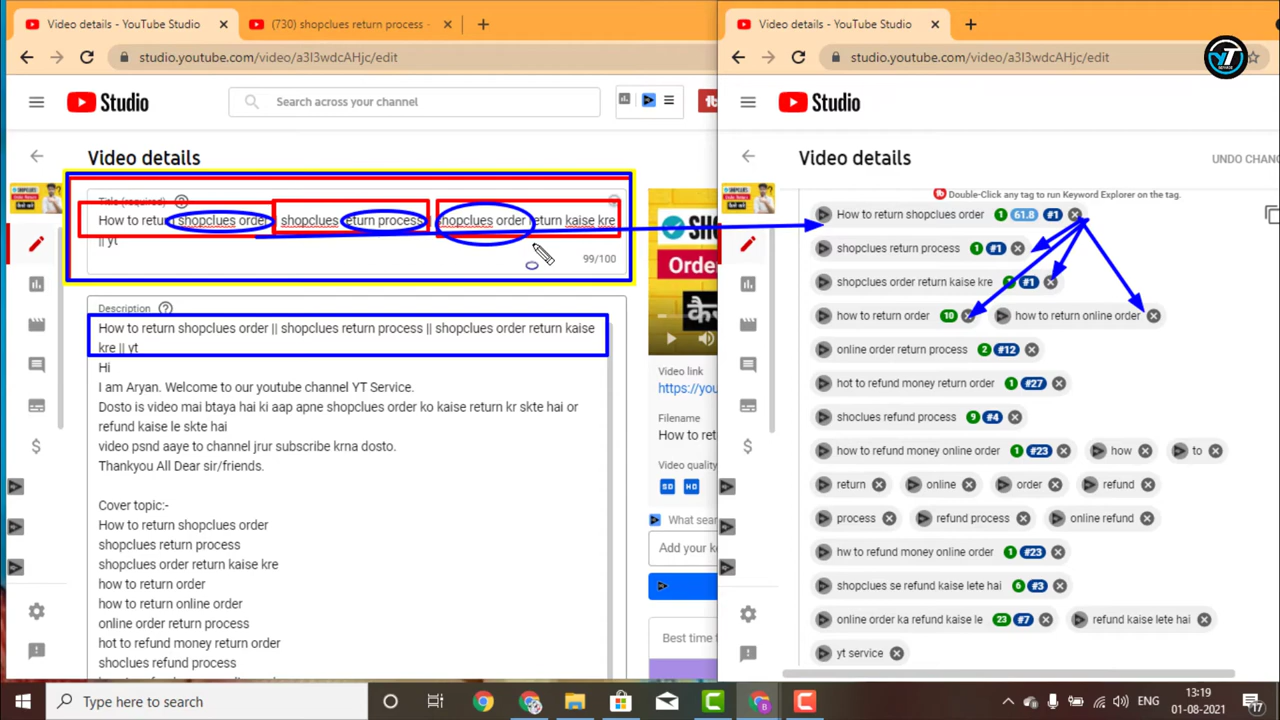 Video details - YouTube Studio
(730) shopclues return process -
Video details - YouTube Studio
studio.youtube.com/video/a3I3wdcAHjc/edit
studio.youtube.com/video/a3I3wdcAHjc/edit
YT
Studio
Search across your channel
Studio
Video details
Title (required)
How to return shopclues order || shopclues return process || shopclues order return kaise kre
|| yt
99/100
Description
How to return shopclues order || shopclues return process || shopclues order return kaise
kre || yt
Hi
I am Aryan. Welcome to our youtube channel YT Service.
Dosto is video mai btaya hai ki aap apne shopclues order ko kaise return kr skte hai or
refund kaise le skte hai
video psnd aaye to channel jrur subscribe krna dosto.
Thankyou All Dear sir/friends.
Cover topic:-
How to return shopclues order
shopclues return process
shopclues order return kaise kre
how to return order
how to return online order
online order return process
hot to refund money return order
shoclues refund process
SHO
Order
कै
Video link
https://you
Filename
How to ret
Video quality
SD HD
What sear
Add your k
Best time t
Video details
UNDO CHANG
Double-Click any tag to run Keyword Explorer on the tag.
How to return shopclues order 1 61.8 #1
shopclues return process 1 #1
shopclues order return kaise kre #1
how to return order 10 how to return online order
online order return process 2 #12
hot to refund money return order 1 #27
shoclues refund process 9 #4
how to refund money online order 1 #23 how to
return online order refund
process refund process online refund
hw to refund money online order 1 #23
shopclues se refund kaise lete hai 6 #3
online order ka refund kaise le 23 #7 refund kaise lete hai
yt service
Type here to search
ENG
13:19
01-08-2021
17